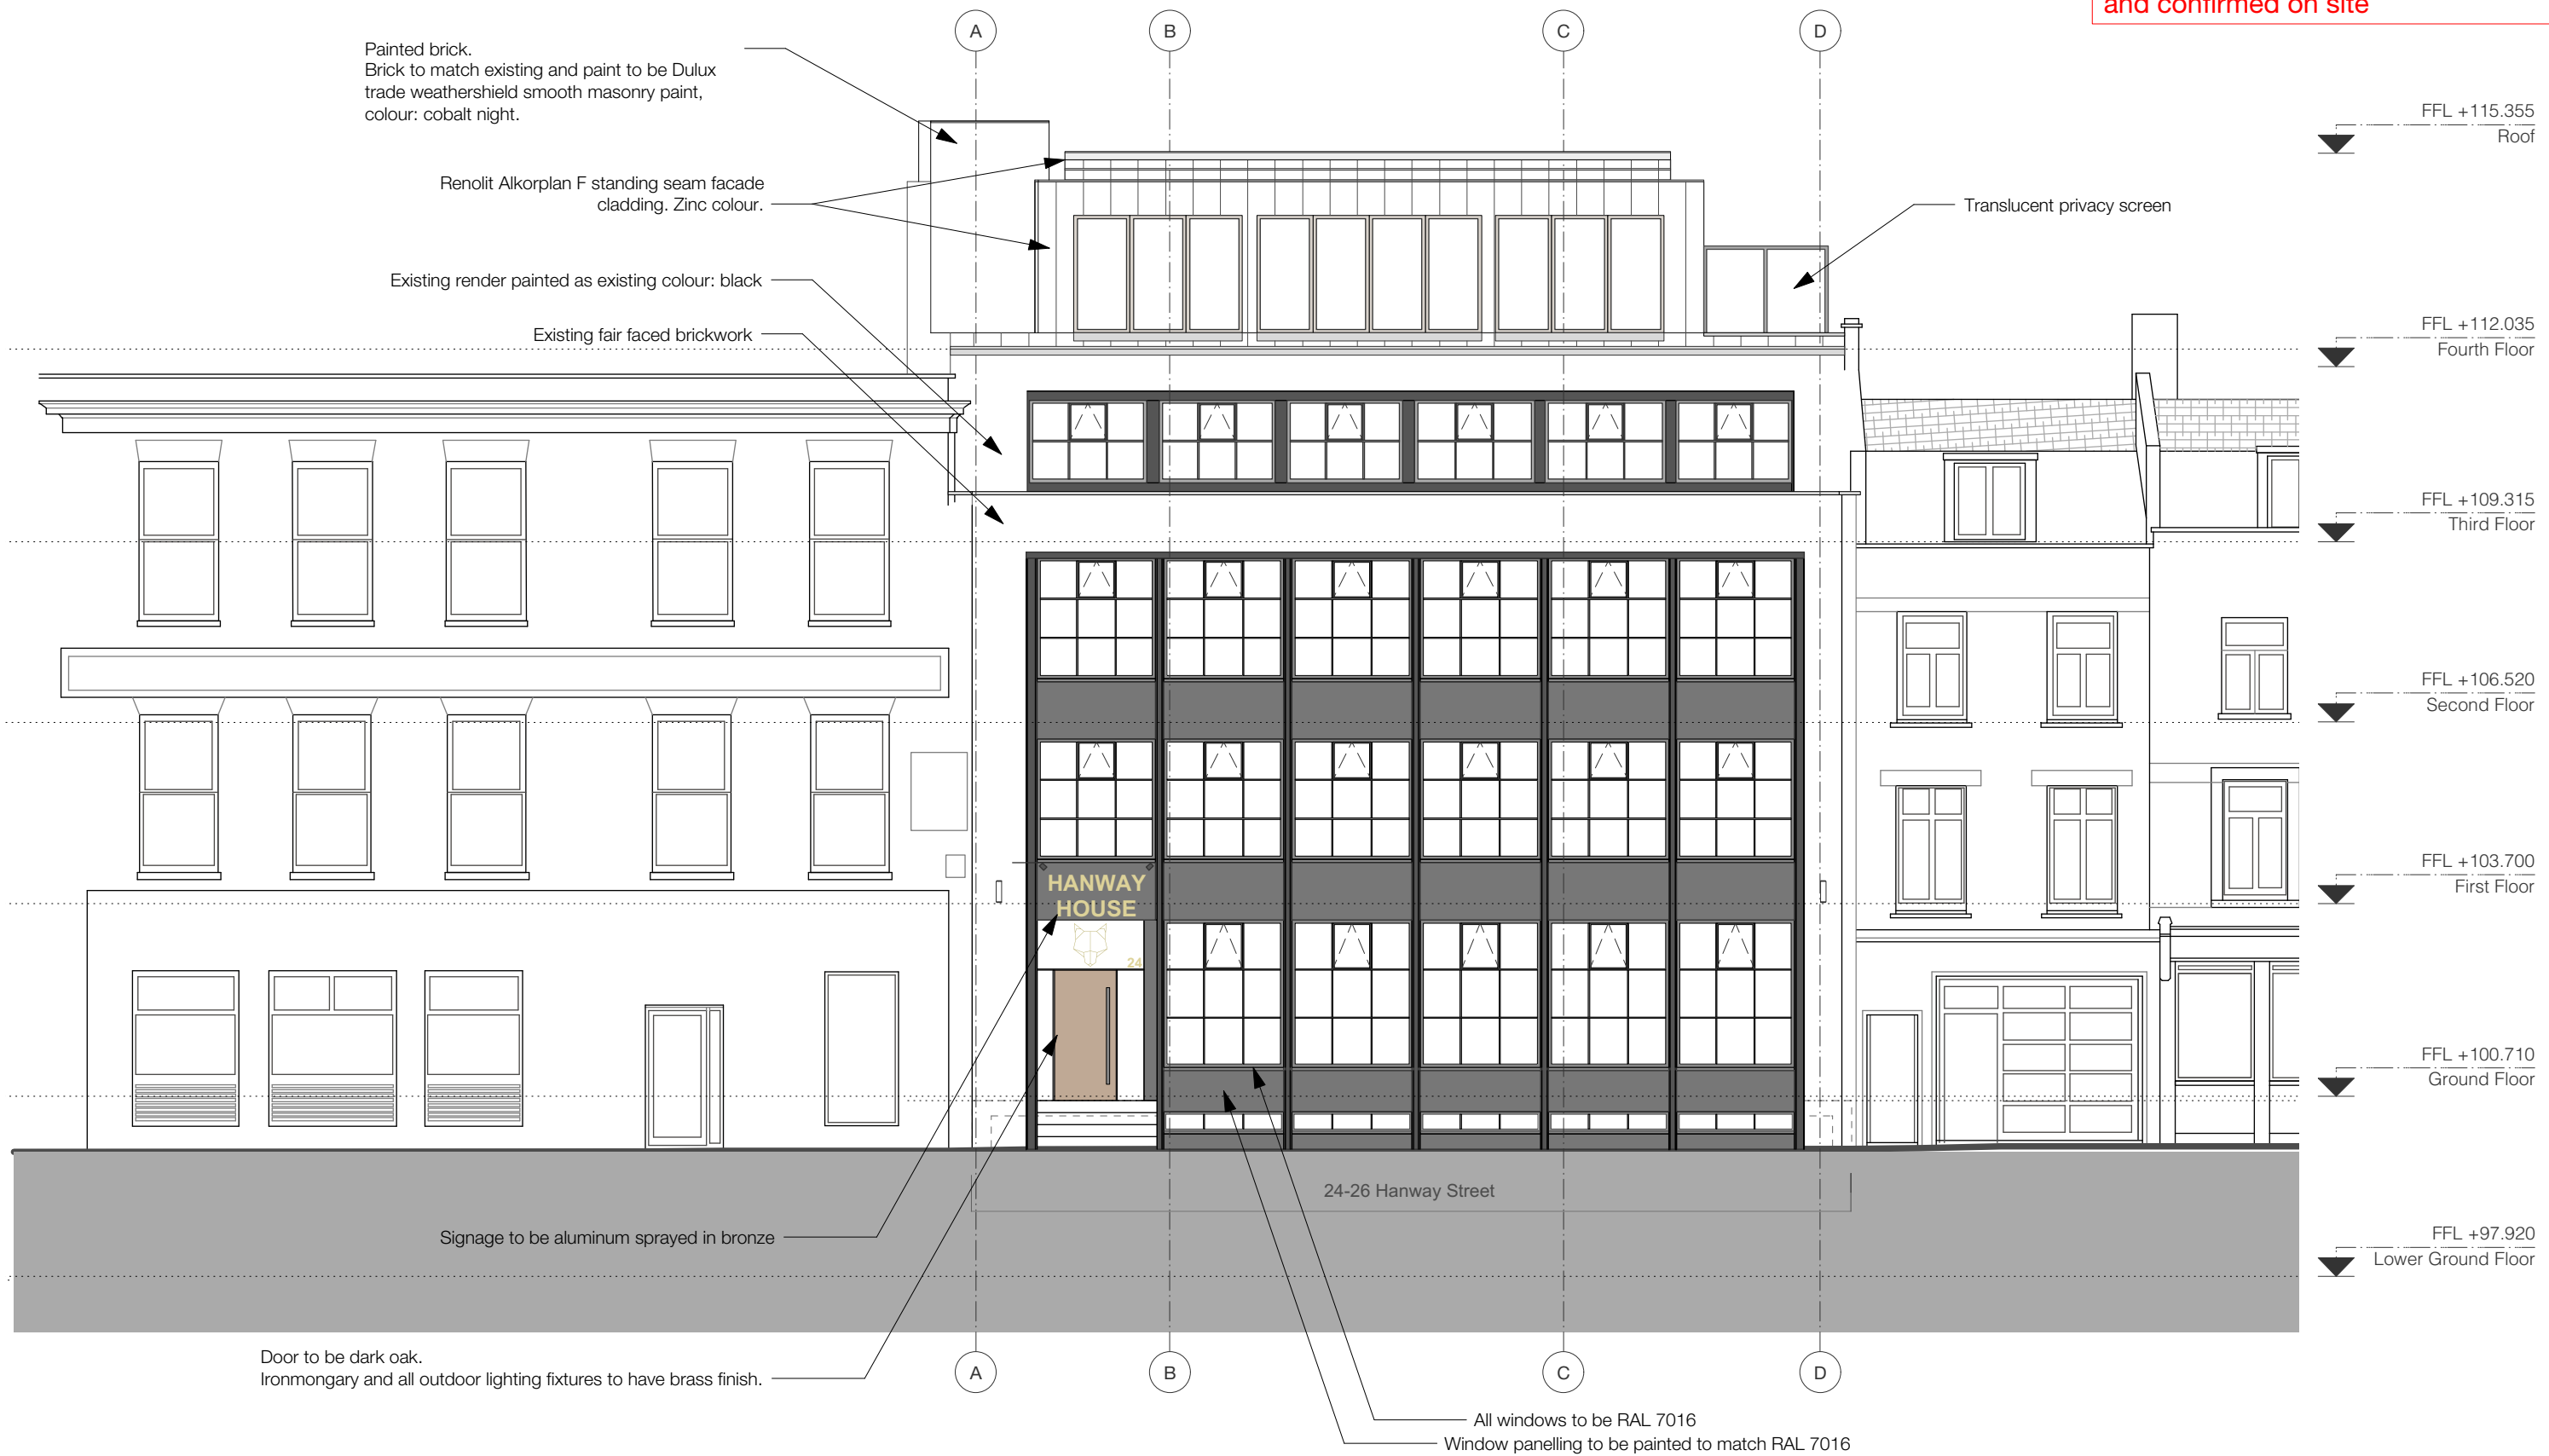 and confirmed on site
A
B
C
D
Painted brick.
Brick to match existing and paint to be Dulux
trade weathershield smooth masonry paint,
colour: cobalt night.
FFL +115.355
Roof
Renolit Alkorplan F standing seam facade
cladding. Zinc colour.
Translucent privacy screen
Existing render painted as existing colour: black
FFL +112.035
Fourth Floor
Existing fair faced brickwork
FFL +109.315
Third Floor
FFL +106.520
Second Floor
FFL +103.700
First Floor
HANWAY
HOUSE
24
FFL +100.710
Ground Floor
24-26 Hanway Street
Signage to be aluminum sprayed in bronze
FFL +97.920
Lower Ground Floor
Door to be dark oak.
Ironmongary and all outdoor lighting fixtures to have brass finish.
A
B
C
D
All windows to be RAL 7016
Window panelling to be painted to match RAL 7016